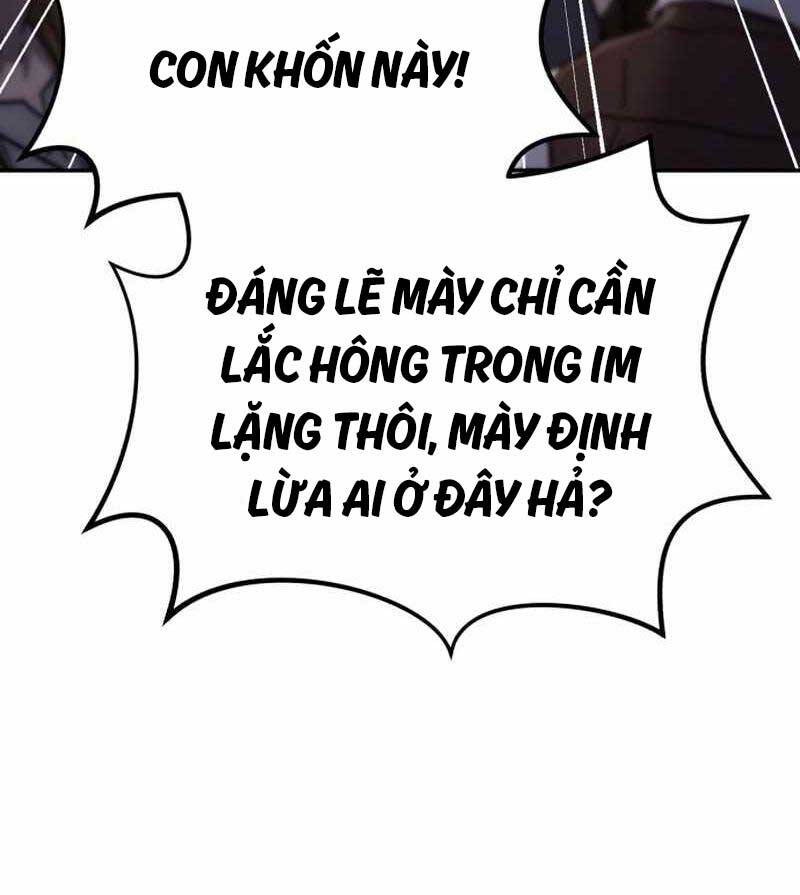 CON KHỐN NÀY!
ĐÁNG LẼ MÀY CHỈ CẦN
LẮC HÔNG TRONG IM
LẶNG THÔI, MÀY ĐỊNH
LỪA AI Ở ĐÂY HẢ?